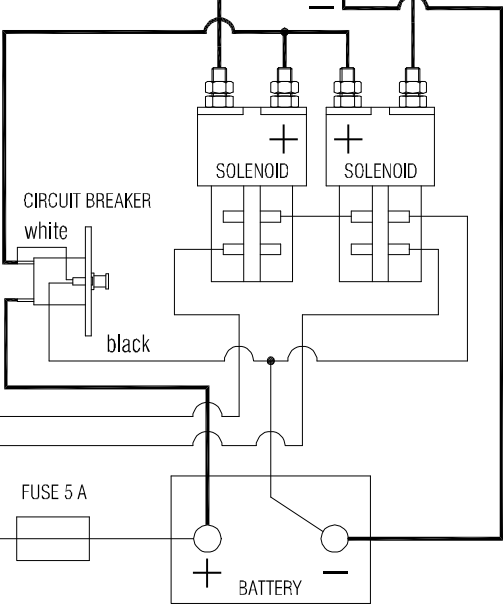 −
+ +
SOLENOID SOLENOID
CIRCUIT BREAKER
white
black
FUSE 5 A
+ −
BATTERY